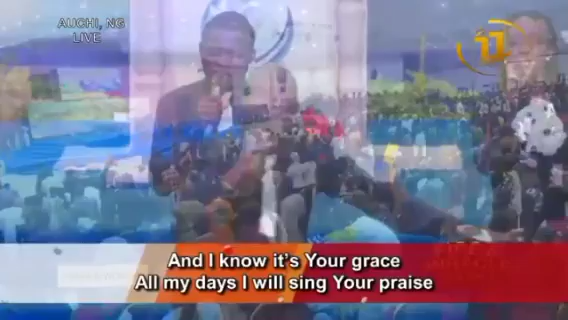 AUCHI, NG
LIVE
And I know it's Your grace
All my days I will sing Your praise